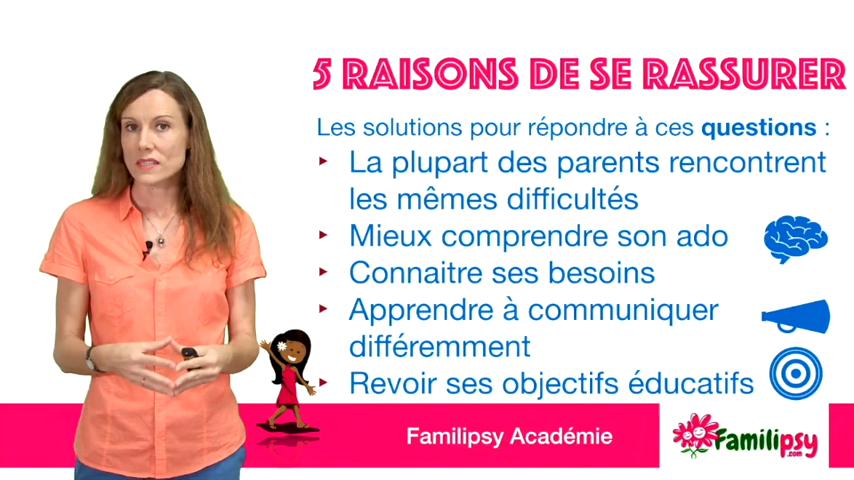 5 RAISONS DE SE RASSURER
Les solutions pour répondre à ces questions :
‣ La plupart des parents rencontrent
les mêmes difficultés
‣ Mieux comprendre son ado
‣ Connaitre ses besoins
‣ Apprendre à communiquer
différemment
‣ Revoir ses objectifs éducatifs
Familipsy Académie
Familipsy
.com